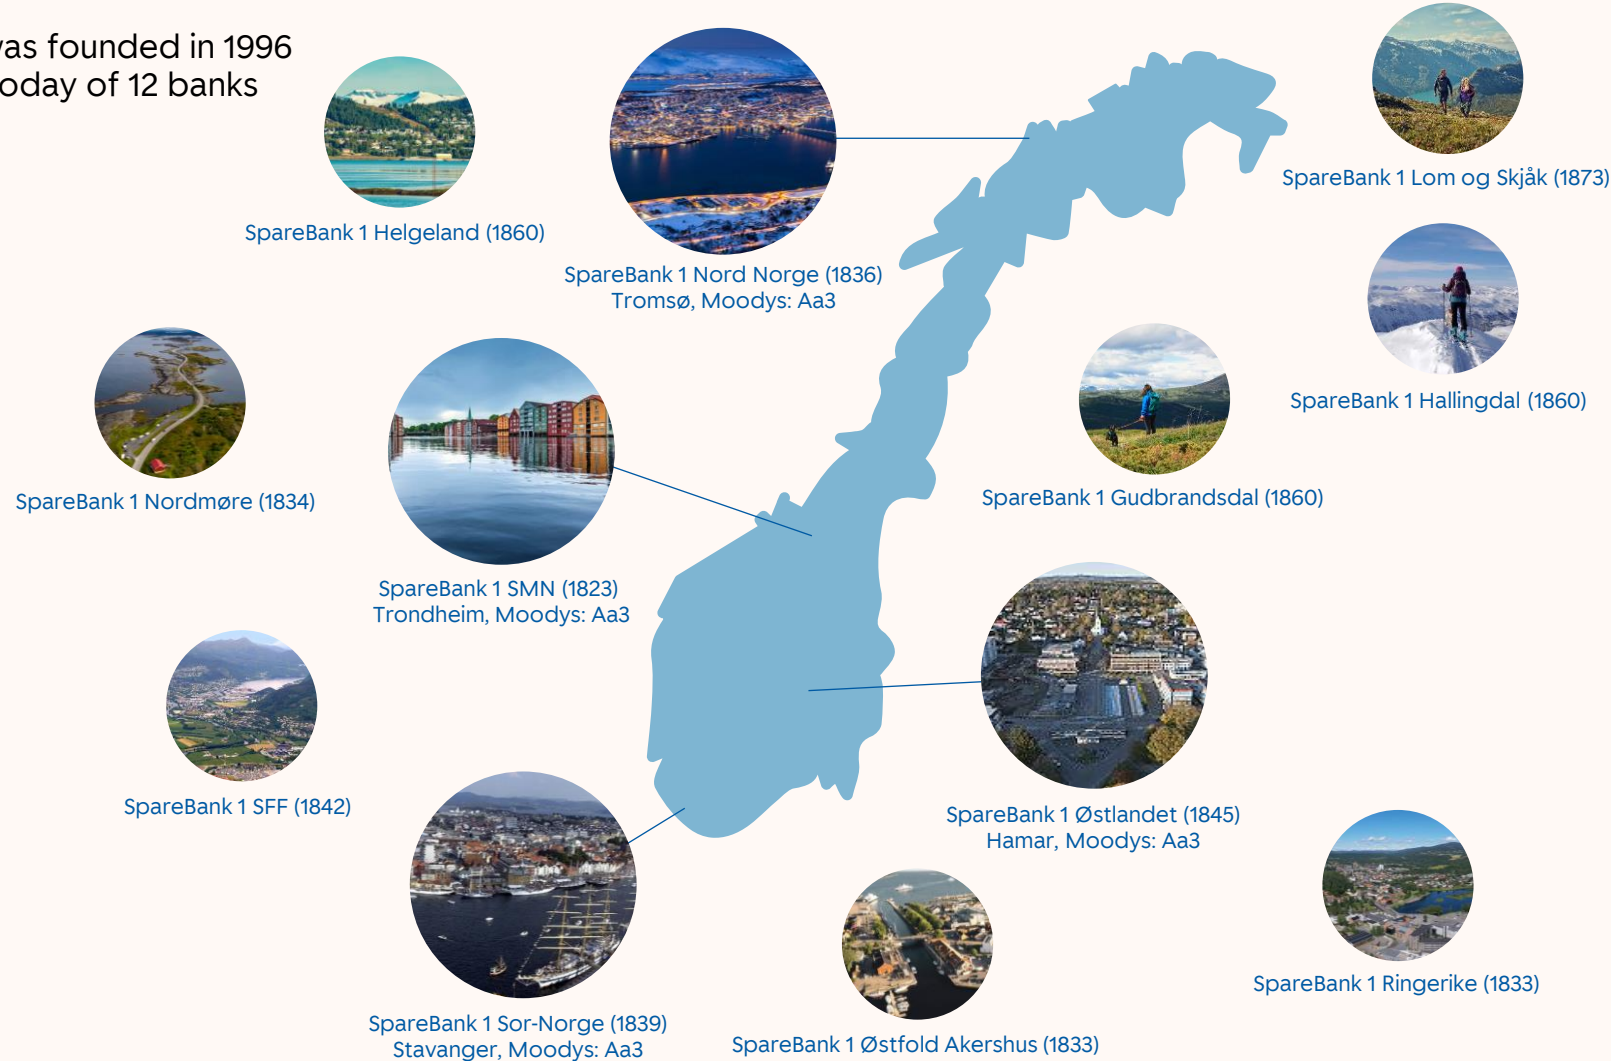 was founded in 1996
today of 12 banks
SpareBank 1 Lom og Skjåk (1873)
SpareBank 1 Helgeland (1860)
SpareBank 1 Nord Norge (1836)
Tromsø, Moodys: Aa3
SpareBank 1 Hallingdal (1860)
SpareBank 1 Nordmøre (1834)
SpareBank 1 Gudbrandsdal (1860)
SpareBank 1 SMN (1823)
Trondheim, Moodys: Aa3
SpareBank 1 SFF (1842)
SpareBank 1 Østlandet (1845)
Hamar, Moodys: Aa3
SpareBank 1 Ringerike (1833)
SpareBank 1 Sor-Norge (1839)
Stavanger, Moodys: Aa3
SpareBank 1 Østfold Akershus (1833)